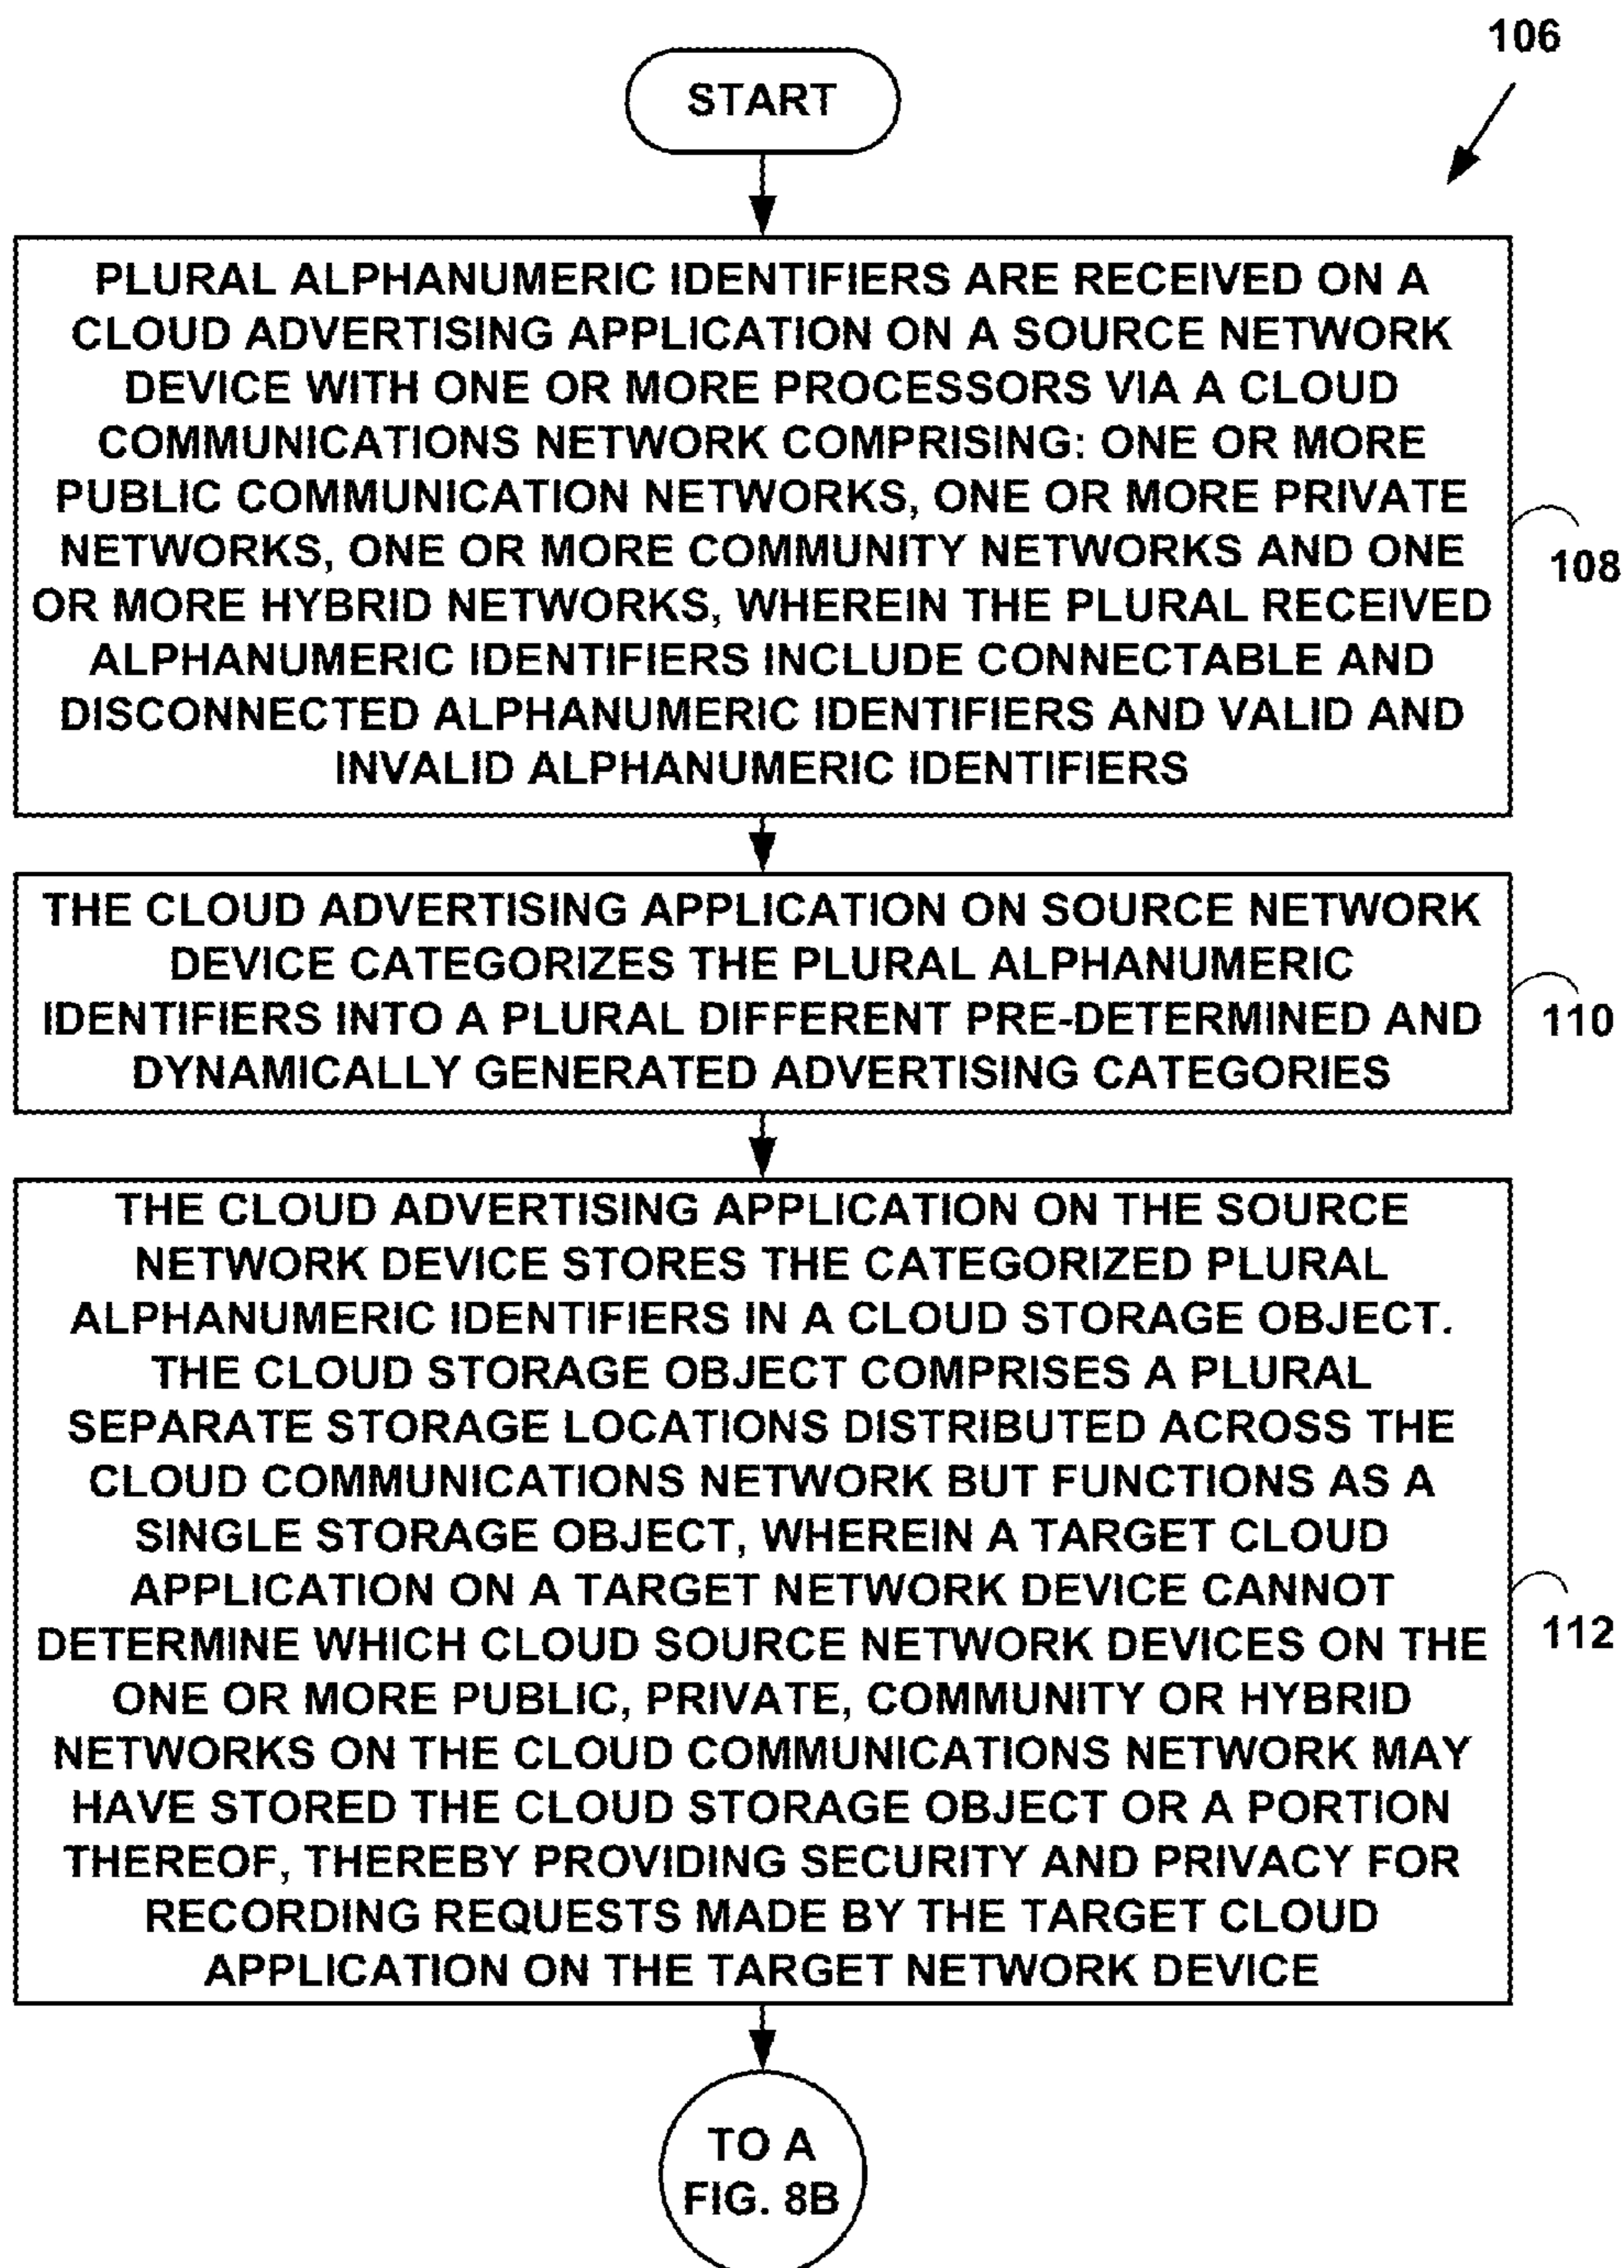 106
START
PLURAL ALPHANUMERIC IDENTIFIERS ARE RECEIVED ON A
CLOUD ADVERTISING APPLICATION ON A SOURCE NETWORK
DEVICE WITH ONE OR MORE PROCESSORS VIA A CLOUD
COMMUNICATIONS NETWORK COMPRISING: ONE OR MORE
PUBLIC COMMUNICATION NETWORKS, ONE OR MORE PRIVATE
NETWORKS, ONE OR MORE COMMUNITY NETWORKS AND ONE
OR MORE HYBRID NETWORKS, WHEREIN THE PLURAL RECEIVED
ALPHANUMERIC IDENTIFIERS INCLUDE CONNECTABLE AND
DISCONNECTED ALPHANUMERIC IDENTIFIERS AND VALID AND
INVALID ALPHANUMERIC IDENTIFIERS
108
THE CLOUD ADVERTISING APPLICATION ON SOURCE NETWORK
DEVICE CATEGORIZES THE PLURAL ALPHANUMERIC
IDENTIFIERS INTO A PLURAL DIFFERENT PRE-DETERMINED AND
DYNAMICALLY GENERATED ADVERTISING CATEGORIES
110
THE CLOUD ADVERTISING APPLICATION ON THE SOURCE
NETWORK DEVICE STORES THE CATEGORIZED PLURAL
ALPHANUMERIC IDENTIFIERS IN A CLOUD STORAGE OBJECT.
THE CLOUD STORAGE OBJECT COMPRISES A PLURAL
SEPARATE STORAGE LOCATIONS DISTRIBUTED ACROSS THE
CLOUD COMMUNICATIONS NETWORK BUT FUNCTIONS AS A
SINGLE STORAGE OBJECT, WHEREIN A TARGET CLOUD
APPLICATION ON A TARGET NETWORK DEVICE CANNOT
DETERMINE WHICH CLOUD SOURCE NETWORK DEVICES ON THE
ONE OR MORE PUBLIC, PRIVATE, COMMUNITY OR HYBRID
NETWORKS ON THE CLOUD COMMUNICATIONS NETWORK MAY
HAVE STORED THE CLOUD STORAGE OBJECT OR A PORTION
THEREOF, THEREBY PROVIDING SECURITY AND PRIVACY FOR
RECORDING REQUESTS MADE BY THE TARGET CLOUD
APPLICATION ON THE TARGET NETWORK DEVICE
112
TO A
FIG. 8B